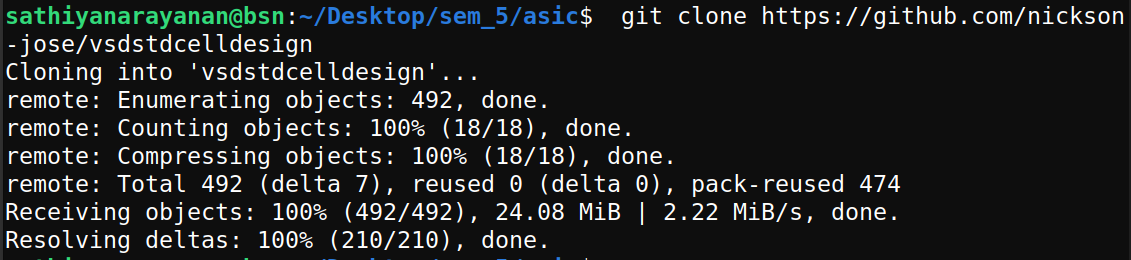 sathiyanarayanan@bsn:~/Desktop/sem_5/asic$  git clone https://github.com/nickson
-jose/vsdstdcelldesign
Cloning into 'vsdstdcelldesign'...
remote: Enumerating objects: 492, done.
remote: Counting objects: 100% (18/18), done.
remote: Compressing objects: 100% (18/18), done.
remote: Total 492 (delta 7), reused 0 (delta 0), pack-reused 474
Receiving objects: 100% (492/492), 24.08 MiB | 2.22 MiB/s, done.
Resolving deltas: 100% (210/210), done.